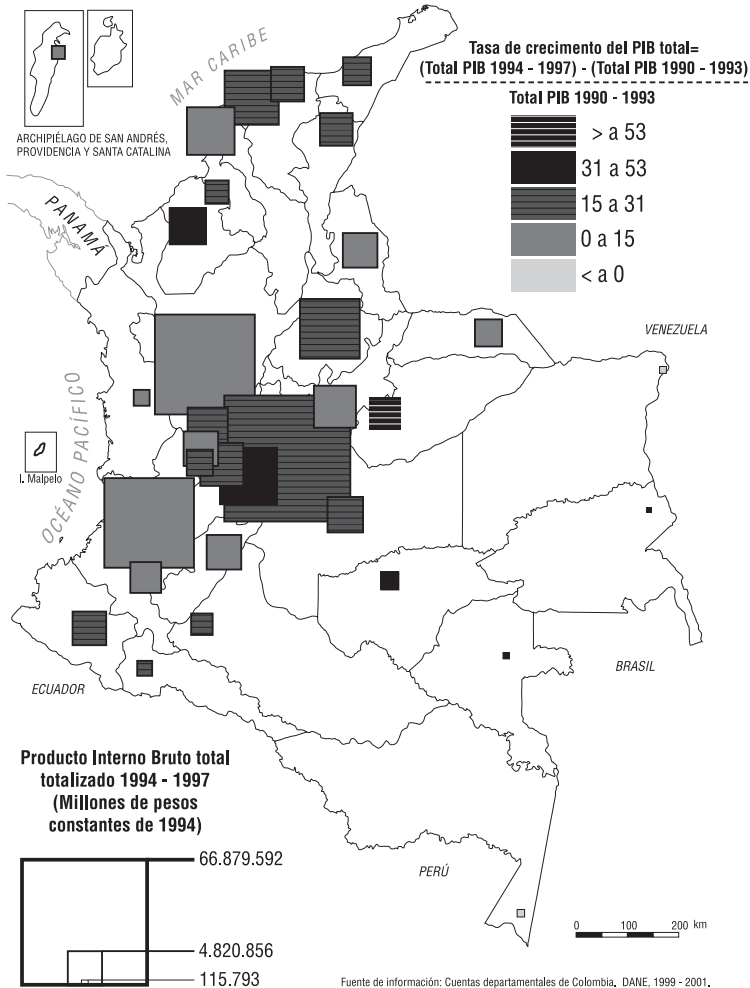 MAR CARIBE
ARCHIPIÉLAGO DE SAN ANDRÉS,
PROVIDENCIA Y SANTA CATALINA
Tasa de crecimento del PIB total=
(Total PIB 1994 - 1997) - (Total PIB 1990 - 1993)
Total PIB 1990 - 1993
> a 53
31 a 53
15 a 31
0 a 15
< a 0
PANAMÁ
VENEZUELA
OCÉANO PACÍFICO
I. Malpelo
BRASIL
ECUADOR
PERÚ
Producto Interno Bruto total
totalizado 1994 - 1997
(Millones de pesos
constantes de 1994)
66.879.592
4.820.856
115.793
0 100 200 km
Fuente de información: Cuentas departamentales de Colombia, DANE, 1999 - 2001.